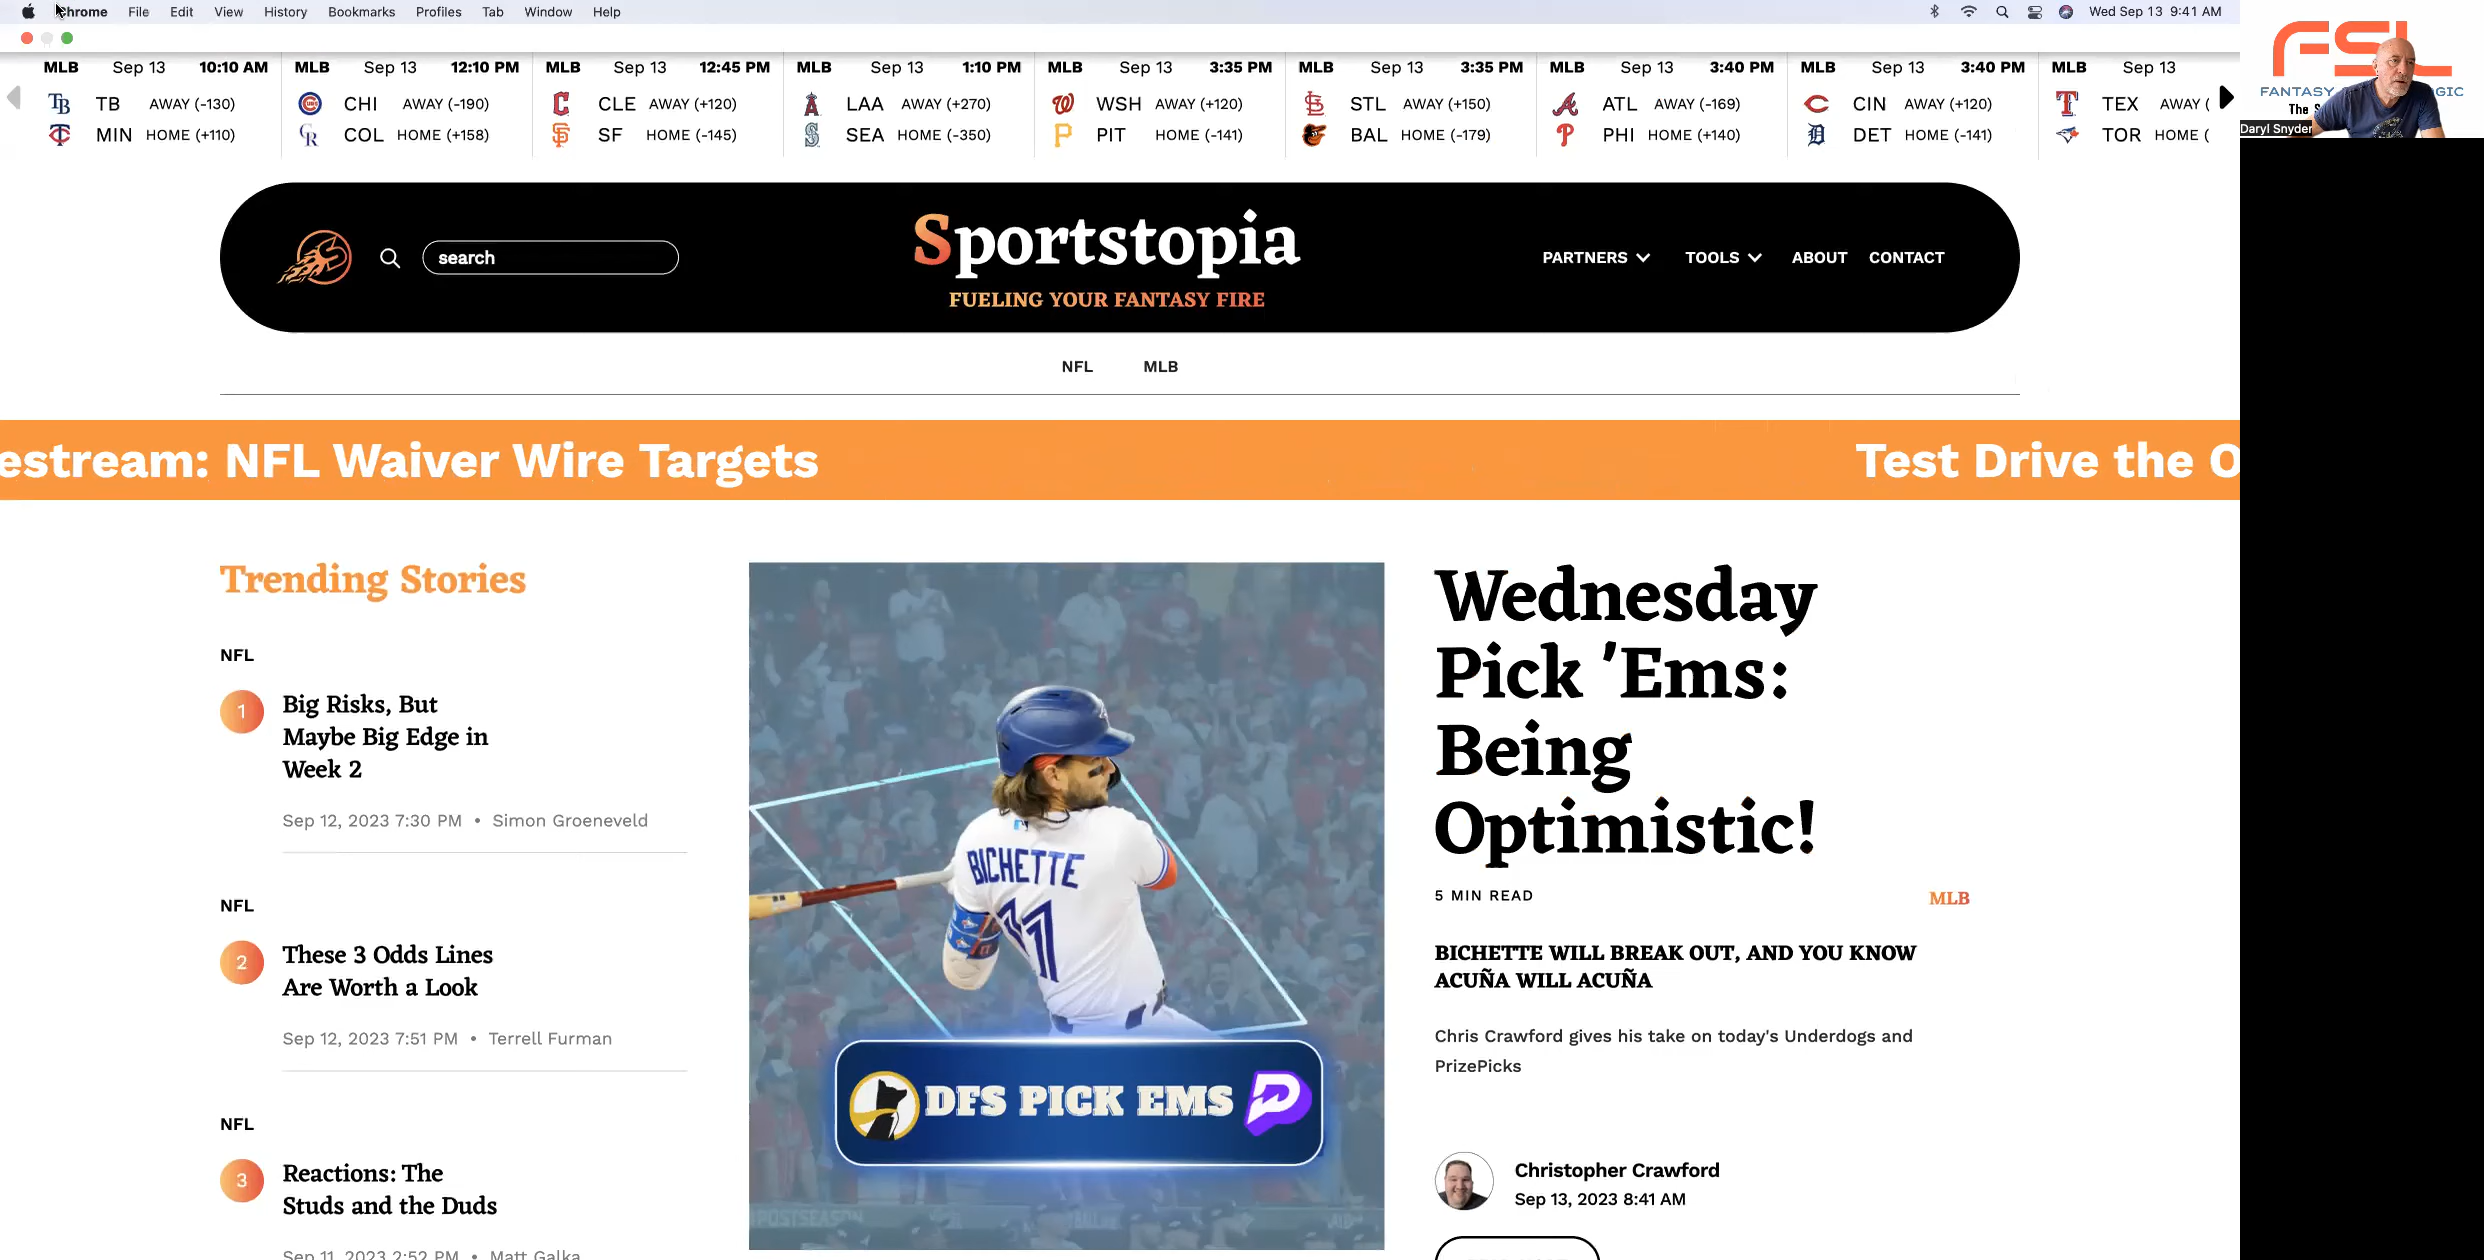 Chrome File Edit View History Bookmarks Profiles Tab Window Help
Wed Sep 13 9:41 AM
MLB Sep 13 10:10 AM
TB AWAY (-130)
MIN HOME (+110)
MLB Sep 13 12:10 PM
CHI AWAY (-190)
COL HOME (+158)
MLB Sep 13 12:45 PM
CLE AWAY (+120)
SF HOME (-145)
MLB Sep 13 1:10 PM
LAA AWAY (+270)
SEA HOME (-350)
MLB Sep 13 3:35 PM
WSH AWAY (+120)
PIT HOME (-141)
MLB Sep 13 3:35 PM
STL AWAY (+150)
BAL HOME (-179)
MLB Sep 13 3:40 PM
ATL AWAY (-169)
PHI HOME (+140)
MLB Sep 13 3:40 PM
CIN AWAY (+120)
DET HOME (-141)
MLB Sep 13
TEX AWAY (
TOR HOME (
FSL
FANTASY
The
Daryl Snyder
search
Sportstopia
FUELING YOUR FANTASY FIRE
PARTNERS TOOLS ABOUT CONTACT
NFL MLB
estream: NFL Waiver Wire Targets
Test Drive the O
Trending Stories
NFL
1
Big Risks, But
Maybe Big Edge in
Week 2
Sep 12, 2023 7:30 PM • Simon Groeneveld
NFL
2
These 3 Odds Lines
Are Worth a Look
Sep 12, 2023 7:51 PM • Terrell Furman
NFL
3
Reactions: The
Studs and the Duds
Sep 11, 2023 2:52 PM • Matt Galka
BICHETTE
11
DFS PICK EMS
POSTSEASON
Wednesday
Pick 'Ems:
Being
Optimistic!
5 MIN READ
MLB
BICHETTE WILL BREAK OUT, AND YOU KNOW
ACUÑA WILL ACUÑA
Chris Crawford gives his take on today's Underdogs and
PrizePicks
Christopher Crawford
Sep 13, 2023 8:41 AM